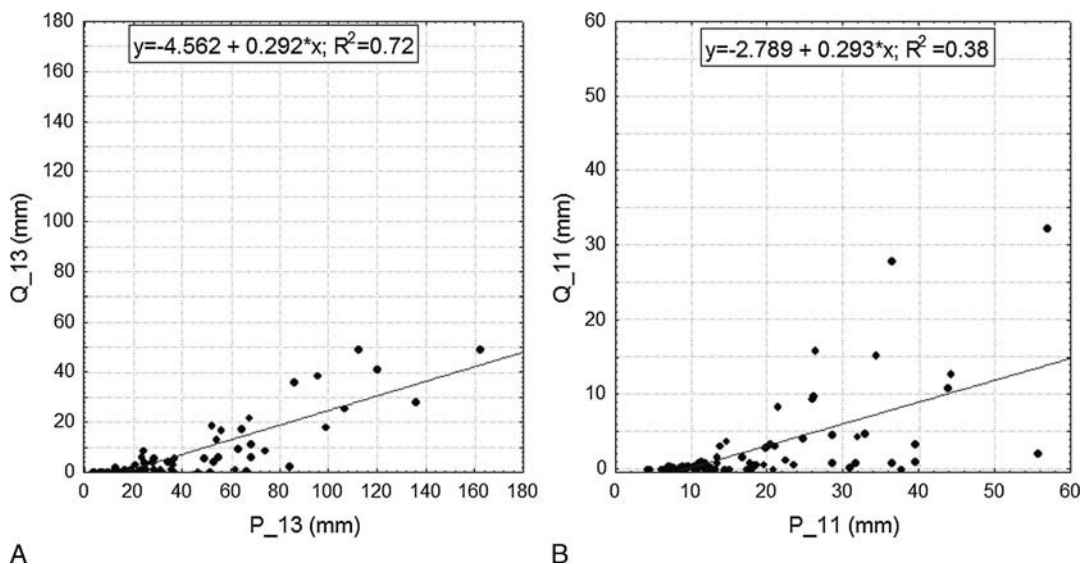 y=-4.562 + 0.292*x; R²=0.72
180
160
140
120
100
80
60
40
20
0
Q_13 (mm)
0 20 40 60 80 100 120 140 160 180
P_13 (mm)
A
y=-2.789 + 0.293*x; R² =0.38
60
50
40
30
20
10
0
Q_11 (mm)
0 10 20 30 40 50 60
P_11 (mm)
B